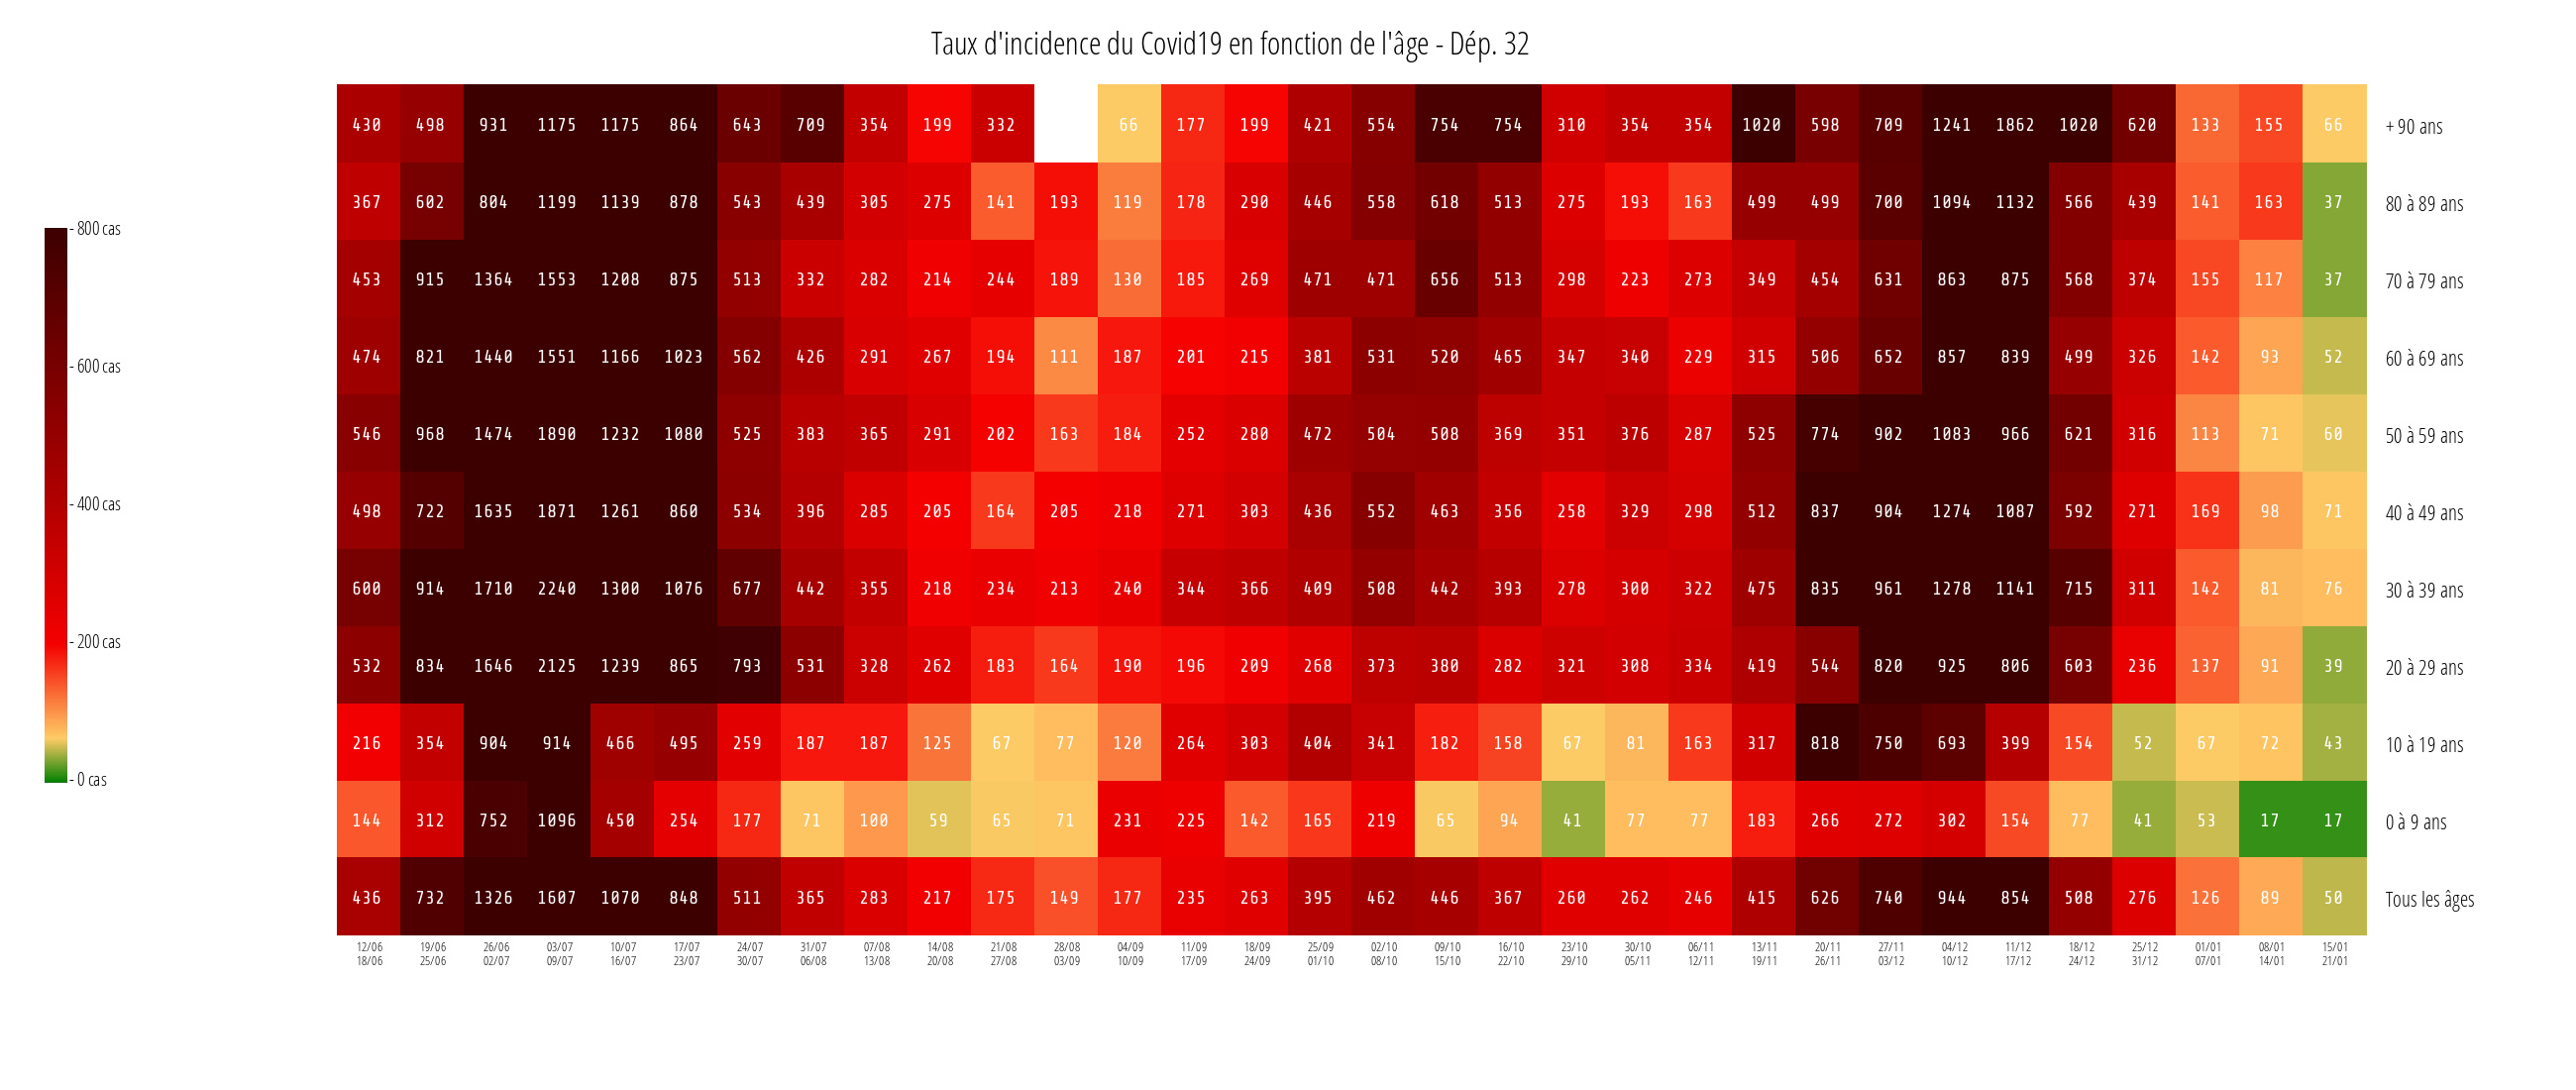 Taux d'incidence du Covid19 en fonction de l'âge - Dép. 32
430 498 931 1175 1175 864 643 709 354 199 332 66 177 199 421 554 754 754 310 354 354 1020 598 709 1241 1862 1020 620 133 155 66 + 90 ans
367 602 804 1199 1139 878 543 439 305 275 141 193 119 178 290 446 558 618 513 275 193 163 499 499 700 1094 1132 566 439 141 163 37 80 à 89 ans
- 800 cas
453 915 1364 1553 1208 875 513 332 282 214 244 189 130 185 269 471 471 656 513 298 223 273 349 454 631 863 875 568 374 155 117 37 70 à 79 ans
474 821 1440 1551 1166 1023 562 426 291 267 194 111 187 201 215 381 531 520 465 347 340 229 315 506 652 857 839 499 326 142 93 52 60 à 69 ans
- 600 cas
546 968 1474 1890 1232 1080 525 383 365 291 202 163 184 252 280 472 504 508 369 351 376 287 525 774 902 1083 966 621 316 113 71 60 50 à 59 ans
- 400 cas
498 722 1635 1871 1261 860 534 396 285 205 164 205 218 271 303 436 552 463 356 258 329 298 512 837 904 1274 1087 592 271 169 98 71 40 à 49 ans
600 914 1710 2240 1300 1076 677 442 355 218 234 213 240 344 366 409 508 442 393 278 300 322 475 835 961 1278 1141 715 311 142 81 76 30 à 39 ans
- 200 cas
532 834 1646 2125 1239 865 793 531 328 262 183 164 190 196 209 268 373 380 282 321 308 334 419 544 820 925 806 603 236 137 91 39 20 à 29 ans
216 354 904 914 466 495 259 187 187 125 67 77 120 264 303 404 341 182 158 67 81 163 317 818 750 693 399 154 52 67 72 43 10 à 19 ans
- 0 cas
144 312 752 1096 450 254 177 71 100 59 65 71 231 225 142 165 219 65 94 41 77 77 183 266 272 302 154 77 41 53 17 17 0 à 9 ans
436 732 1326 1607 1070 848 511 365 283 217 175 149 177 235 263 395 462 446 367 260 262 246 415 626 740 944 854 508 276 126 89 50 Tous les âges
12/06 19/06 26/06 03/07 10/07 17/07 24/07 31/07 07/08 14/08 21/08 28/08 04/09 11/09 18/09 25/09 02/10 09/10 16/10 23/10 30/10 06/11 13/11 20/11 27/11 04/12 11/12 18/12 25/12 01/01 08/01 15/01
18/06 25/06 02/07 09/07 16/07 23/07 30/07 06/08 13/08 20/08 27/08 03/09 10/09 17/09 24/09 01/10 08/10 15/10 22/10 29/10 05/11 12/11 19/11 26/11 03/12 10/12 17/12 24/12 31/12 07/01 14/01 21/01